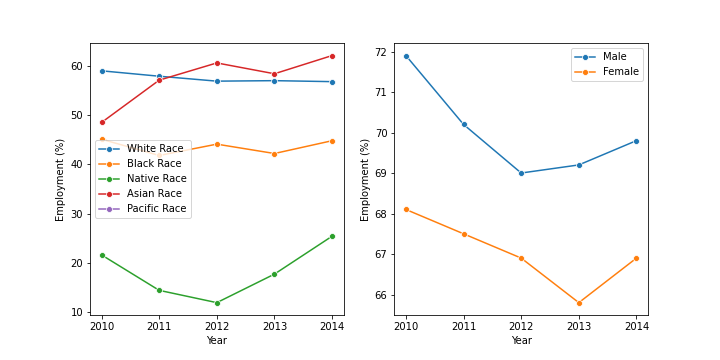 60
50
40
30
20
10
Employment (%)
White Race
Black Race
Native Race
Asian Race
Pacific Race
2010 2011 2012 2013 2014
Year
72
71
70
69
68
67
66
Employment (%)
Male
Female
2010 2011 2012 2013 2014
Year